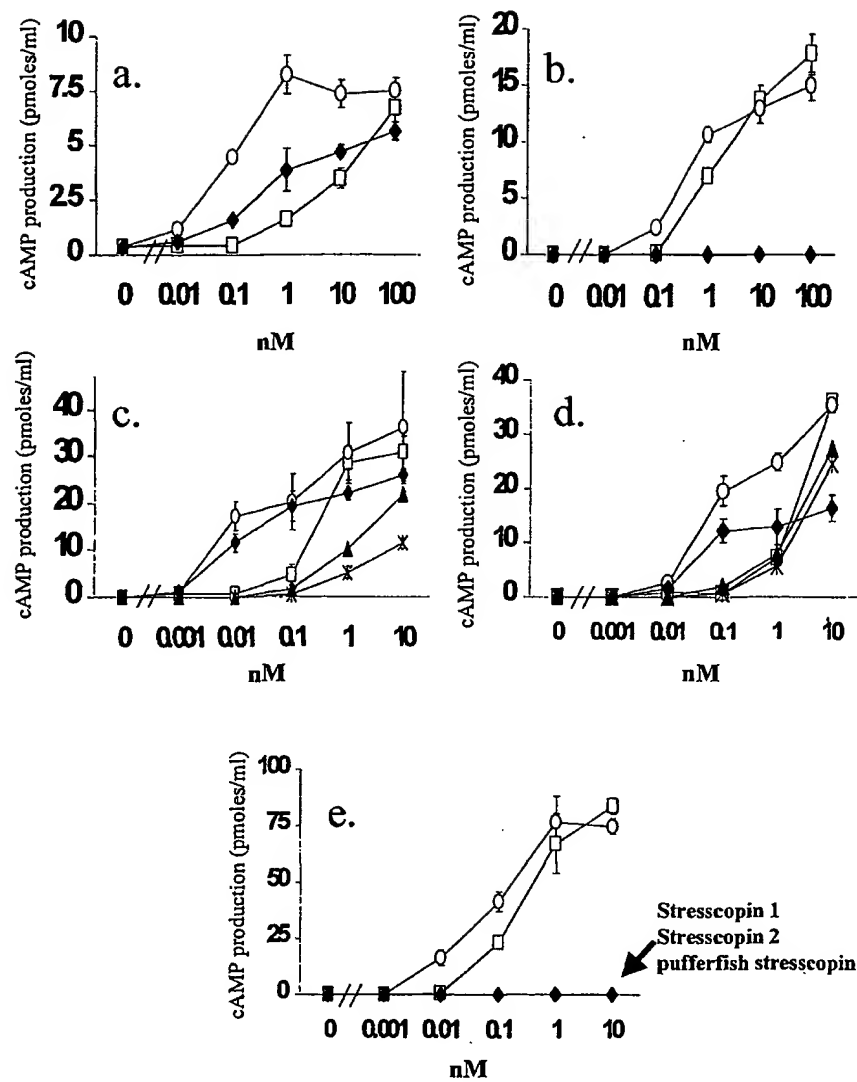 a.
cAMP production (pmoles/ml)
10
7.5
5
2.5
0
0 0.01 0.1 1 10 100
nM
b.
cAMP production (pmoles/ml)
20
15
10
5
0
0 0.01 0.1 1 10 100
nM
c.
cAMP production (pmoles/ml)
40
30
20
10
0
0 0.001 0.01 0.1 1 10
nM
d.
cAMP production (pmoles/ml)
40
30
20
10
0
0 0.001 0.01 0.1 1 10
nM
e.
cAMP production (pmoles/ml)
100
75
50
25
0
0 0.001 0.01 0.1 1 10
nM
Stresscopin 1
Stresscopin 2
pufferfish stresscopin